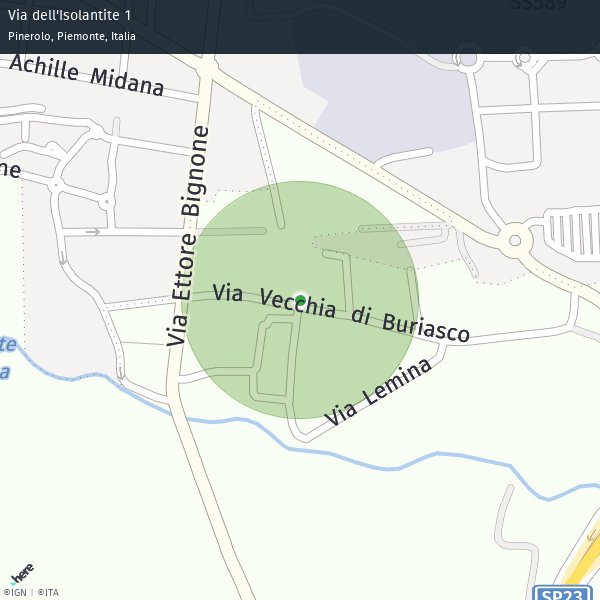 Via dell'Isolantite 1
Pinerolo, Piemonte, Italia
SS589
Achille Midana
ne
Via Ettore Bignone
Via Vecchia di Buriasco
te
a
Via Lemina
here
©IGN | ©ITA
SP23